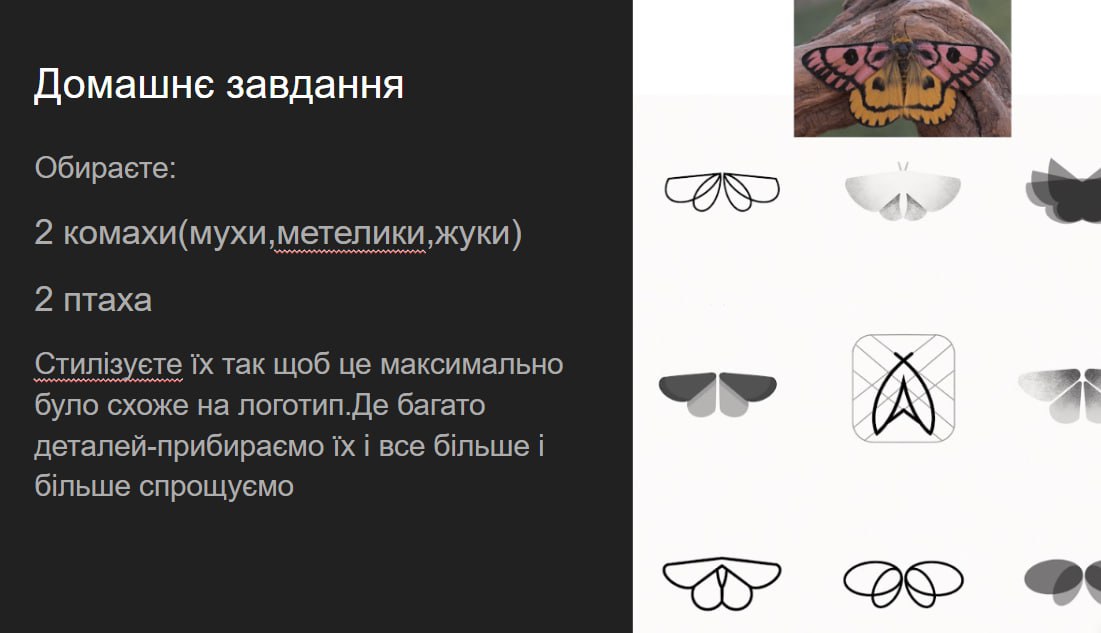 Домашнє завдання
Обираєте:
2 комахи(мухи,метелики,жуки)
2 птаха
Стилізуєте їх так щоб це максимально
було схоже на логотип.Де багато
деталей-прибираємо їх і все більше і
більше спрощуємо